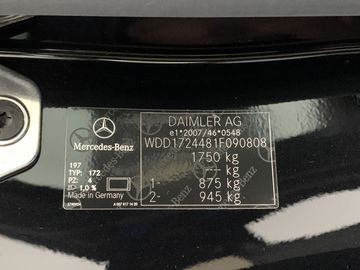 DAIMLER AG
e1*2007/46*0548
WDD1724481F090808
1750 kg
— kg
1- 875 kg
2- 945 kg
Mercedes-Benz
197
TYP: 172
PZ: 4
1,0 %
Made in Germany